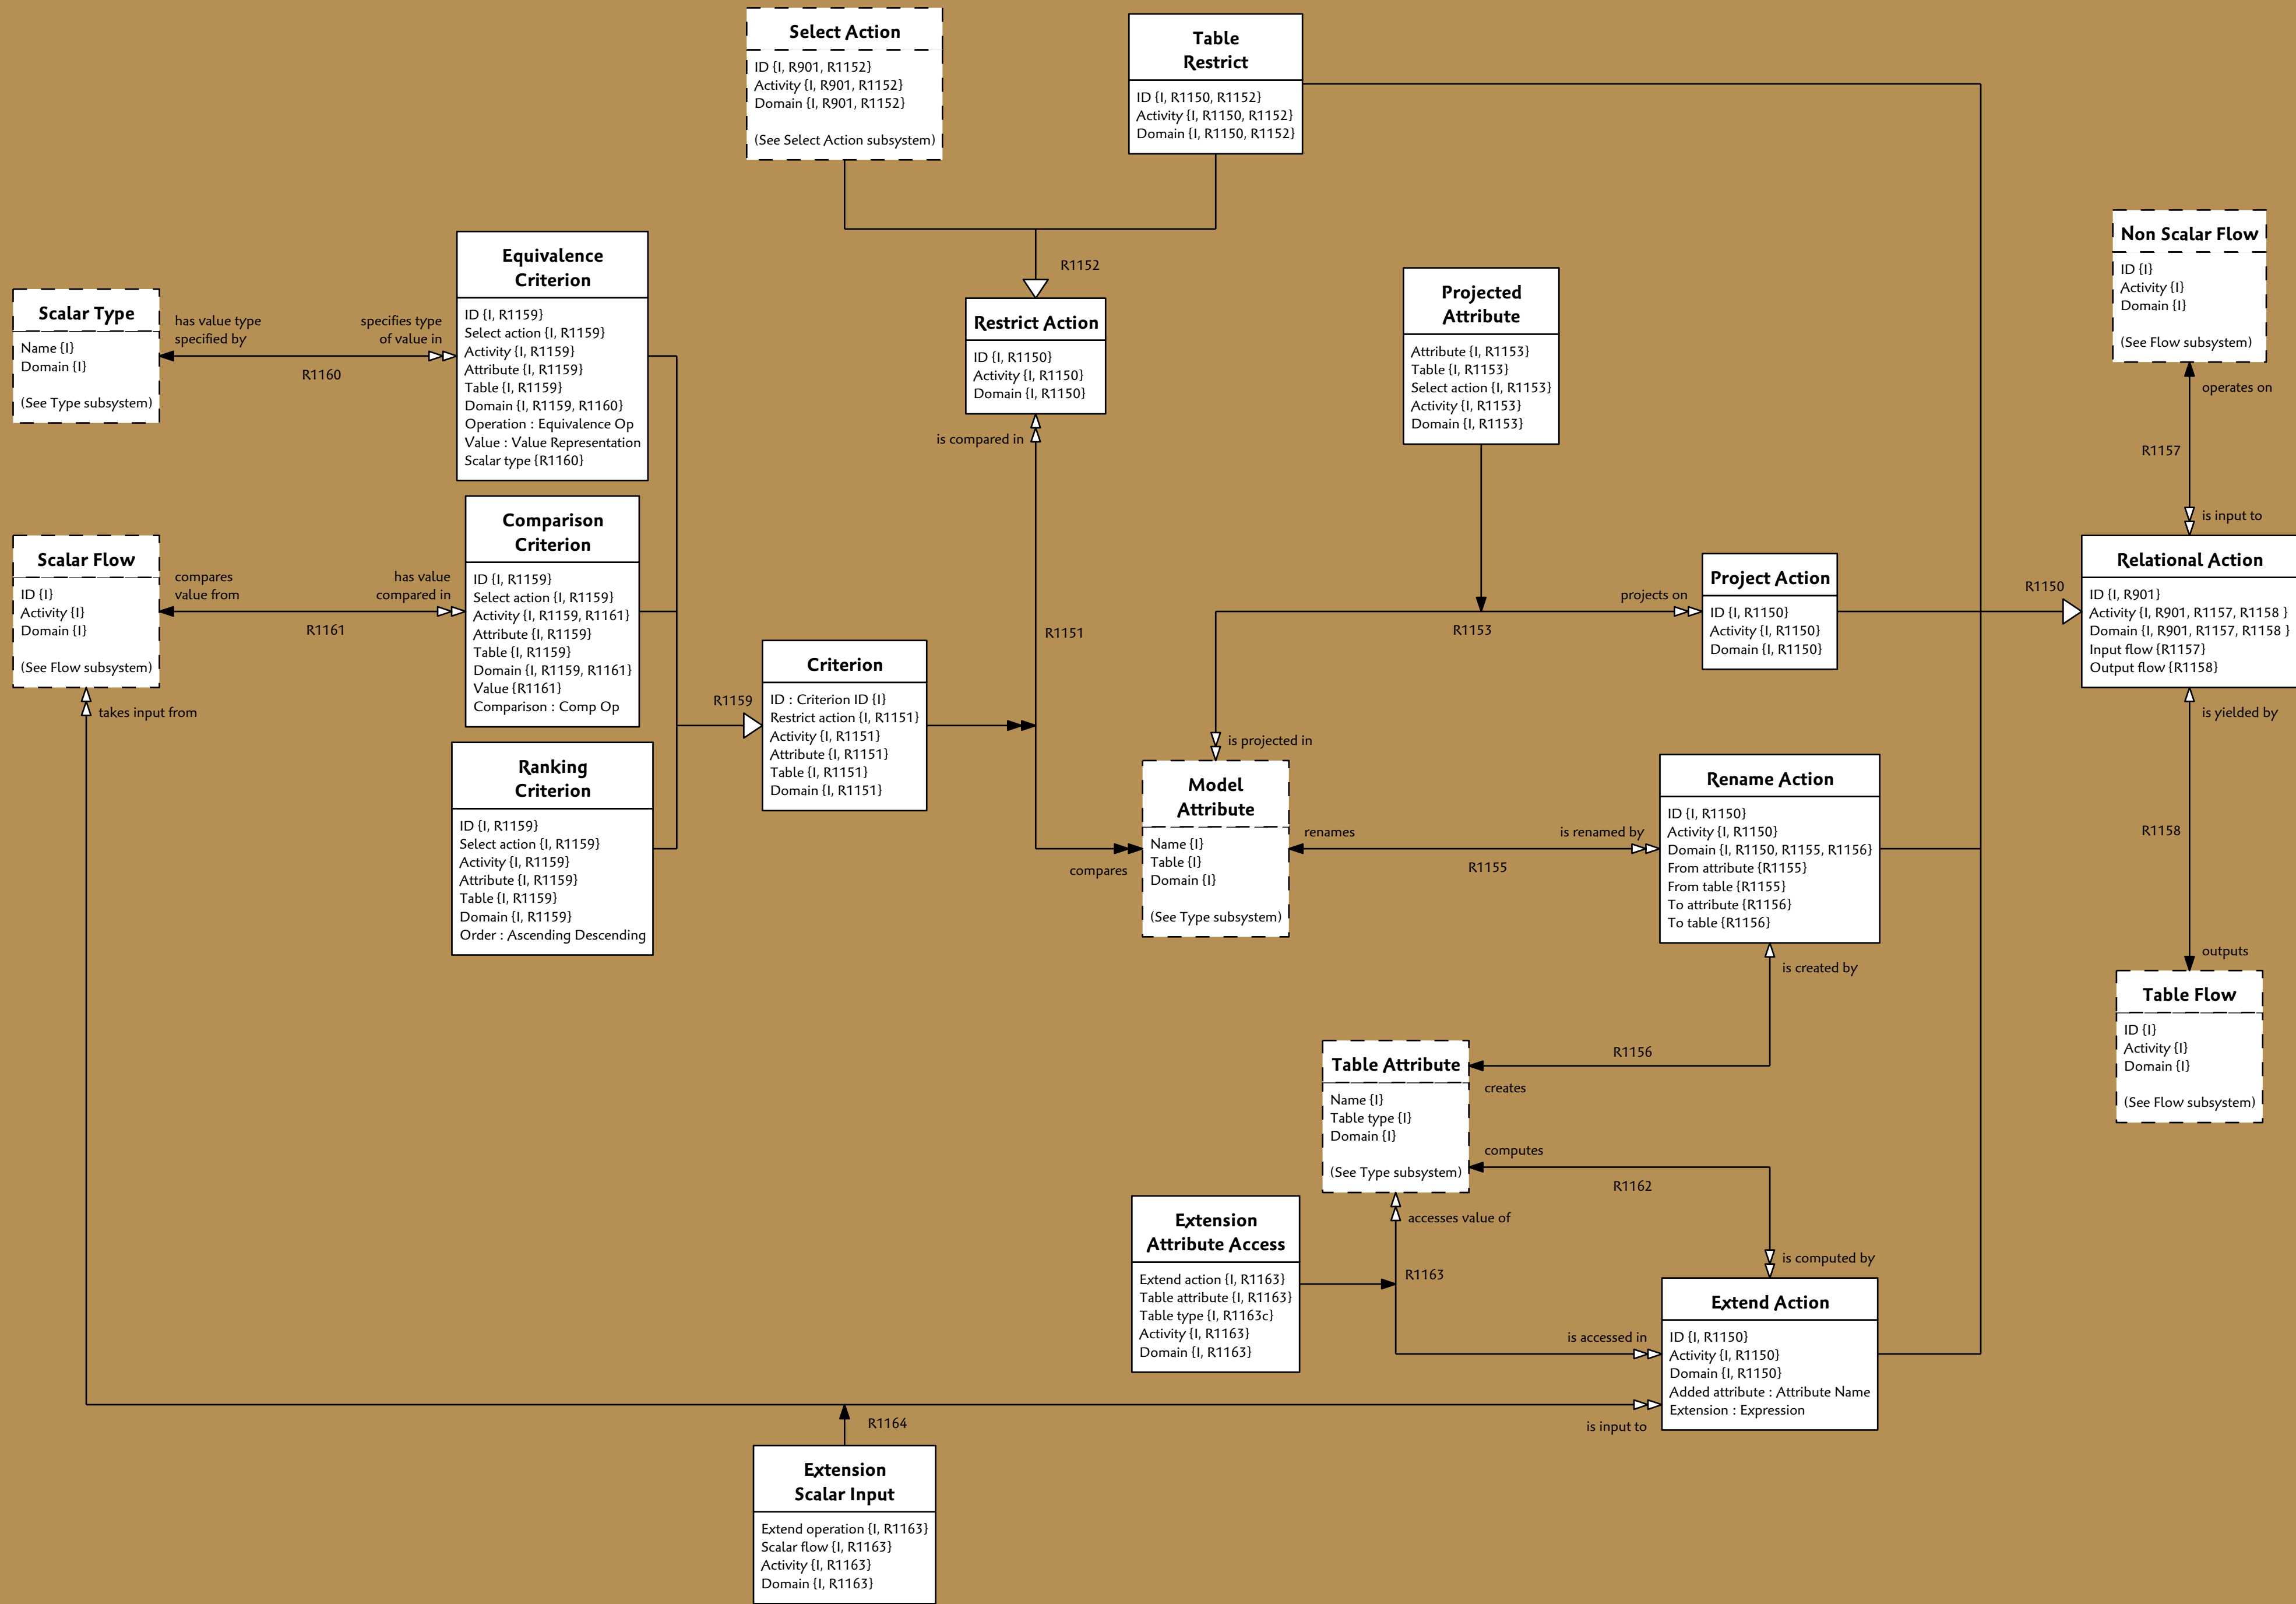 Select Action
ID {I, R901, R1152}
Activity {I, R901, R1152}
Domain {I, R901, R1152}
(See Select Action subsystem)
Table
Restrict
ID {I, R1150, R1152}
Activity {I, R1150, R1152}
Domain {I, R1150, R1152}
R1152
Non Scalar Flow
ID {I}
Activity {I}
Domain {I}
(See Flow subsystem)
operates on
R1157
is input to
Scalar Type
Name {I}
Domain {I}
(See Type subsystem)
has value type
specified by
specifies type
of value in
R1160
Equivalence
Criterion
ID {I, R1159}
Select action {I, R1159}
Activity {I, R1159}
Attribute {I, R1159}
Table {I, R1159}
Domain {I, R1159, R1160}
Operation : Equivalence Op
Value : Value Representation
Scalar type {R1160}
Restrict Action
ID {I, R1150}
Activity {I, R1150}
Domain {I, R1150}
is compared in
Projected
Attribute
Attribute {I, R1153}
Table {I, R1153}
Select action {I, R1153}
Activity {I, R1153}
Domain {I, R1153}
Scalar Flow
ID {I}
Activity {I}
Domain {I}
(See Flow subsystem)
takes input from
compares
value from
has value
compared in
R1161
Comparison
Criterion
ID {I, R1159}
Select action {I, R1159}
Activity {I, R1159, R1161}
Attribute {I, R1159}
Table {I, R1159}
Domain {I, R1159, R1161}
Value {R1161}
Comparison : Comp Op
R1151
projects on
R1153
Project Action
ID {I, R1150}
Activity {I, R1150}
Domain {I, R1150}
R1150
Relational Action
ID {I, R901}
Activity {I, R901, R1157, R1158 }
Domain {I, R901, R1157, R1158 }
Input flow {R1157}
Output flow {R1158}
is yielded by
R1158
outputs
R1159
Criterion
ID : Criterion ID {I}
Restrict action {I, R1151}
Activity {I, R1151}
Attribute {I, R1151}
Table {I, R1151}
Domain {I, R1151}
Ranking
Criterion
ID {I, R1159}
Select action {I, R1159}
Activity {I, R1159}
Attribute {I, R1159}
Table {I, R1159}
Domain {I, R1159}
Order : Ascending Descending
is projected in
Model
Attribute
Name {I}
Table {I}
Domain {I}
(See Type subsystem)
compares
renames
is renamed by
R1155
Rename Action
ID {I, R1150}
Activity {I, R1150}
Domain {I, R1150, R1155, R1156}
From attribute {R1155}
From table {R1155}
To attribute {R1156}
To table {R1156}
is created by
R1156
creates
Table Flow
ID {I}
Activity {I}
Domain {I}
(See Flow subsystem)
Table Attribute
Name {I}
Table type {I}
Domain {I}
(See Type subsystem)
computes
R1162
is computed by
accesses value of
R1163
is accessed in
Extension
Attribute Access
Extend action {I, R1163}
Table attribute {I, R1163}
Table type {I, R1163c}
Activity {I, R1163}
Domain {I, R1163}
Extend Action
ID {I, R1150}
Activity {I, R1150}
Domain {I, R1150}
Added attribute : Attribute Name
Extension : Expression
is input to
R1164
Extension
Scalar Input
Extend operation {I, R1163}
Scalar flow {I, R1163}
Activity {I, R1163}
Domain {I, R1163}